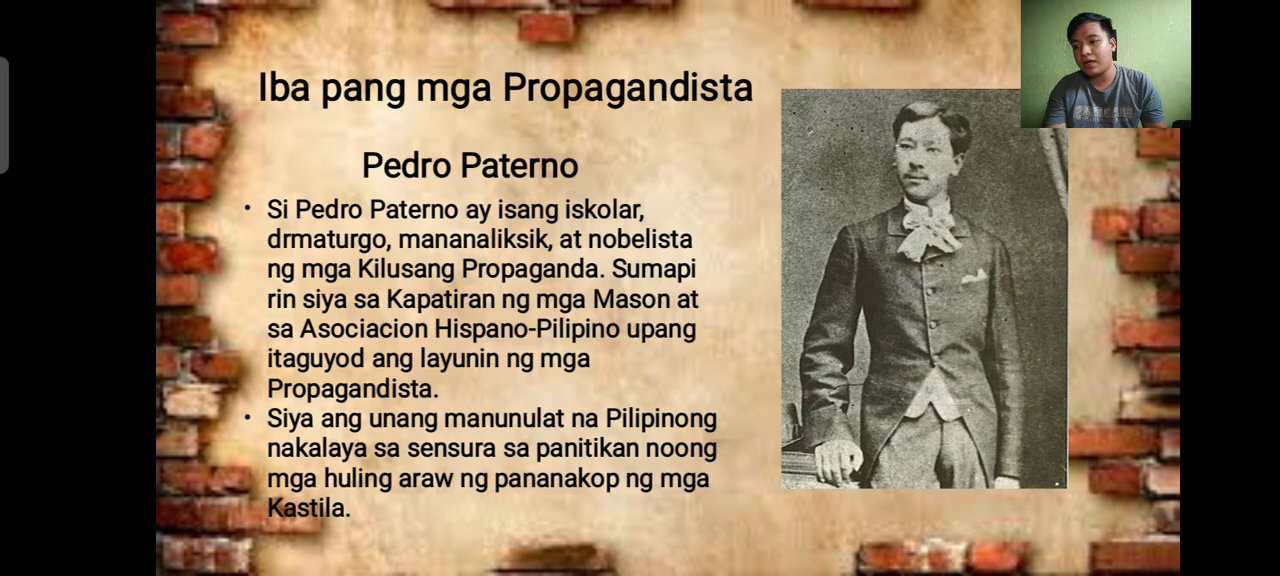 Iba pang mga Propagandista
Pedro Paterno
• Si Pedro Paterno ay isang iskolar,
drmaturgo, mananaliksik, at nobelista
ng mga Kilusang Propaganda. Sumapi
rin siya sa Kapatiran ng mga Mason at
sa Asociacion Hispano-Pilipino upang
itaguyod ang layunin ng mga
Propagandista.
• Siya ang unang manunulat na Pilipinong
nakalaya sa sensura sa panitikan noong
mga huling araw ng pananakop ng mga
Kastila.